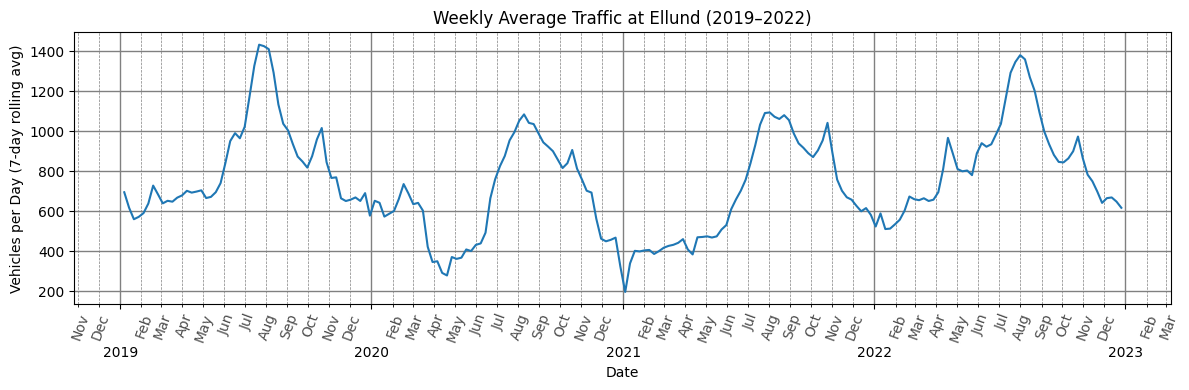 Weekly Average Traffic at Ellund (2019–2022)
Vehicles per Day (7-day rolling avg)
1400
1200
1000
800
600
400
200
Nov Dec Feb Mar Apr May Jun Jul Aug Sep Oct Nov Dec Feb Mar Apr May Jun Jul Aug Sep Oct Nov Dec Feb Mar Apr May Jun Jul Aug Sep Oct Nov Dec Feb Mar Apr May Jun Jul Aug Sep Oct Nov Dec Feb Mar
2019 2020 2021 2022 2023
Date